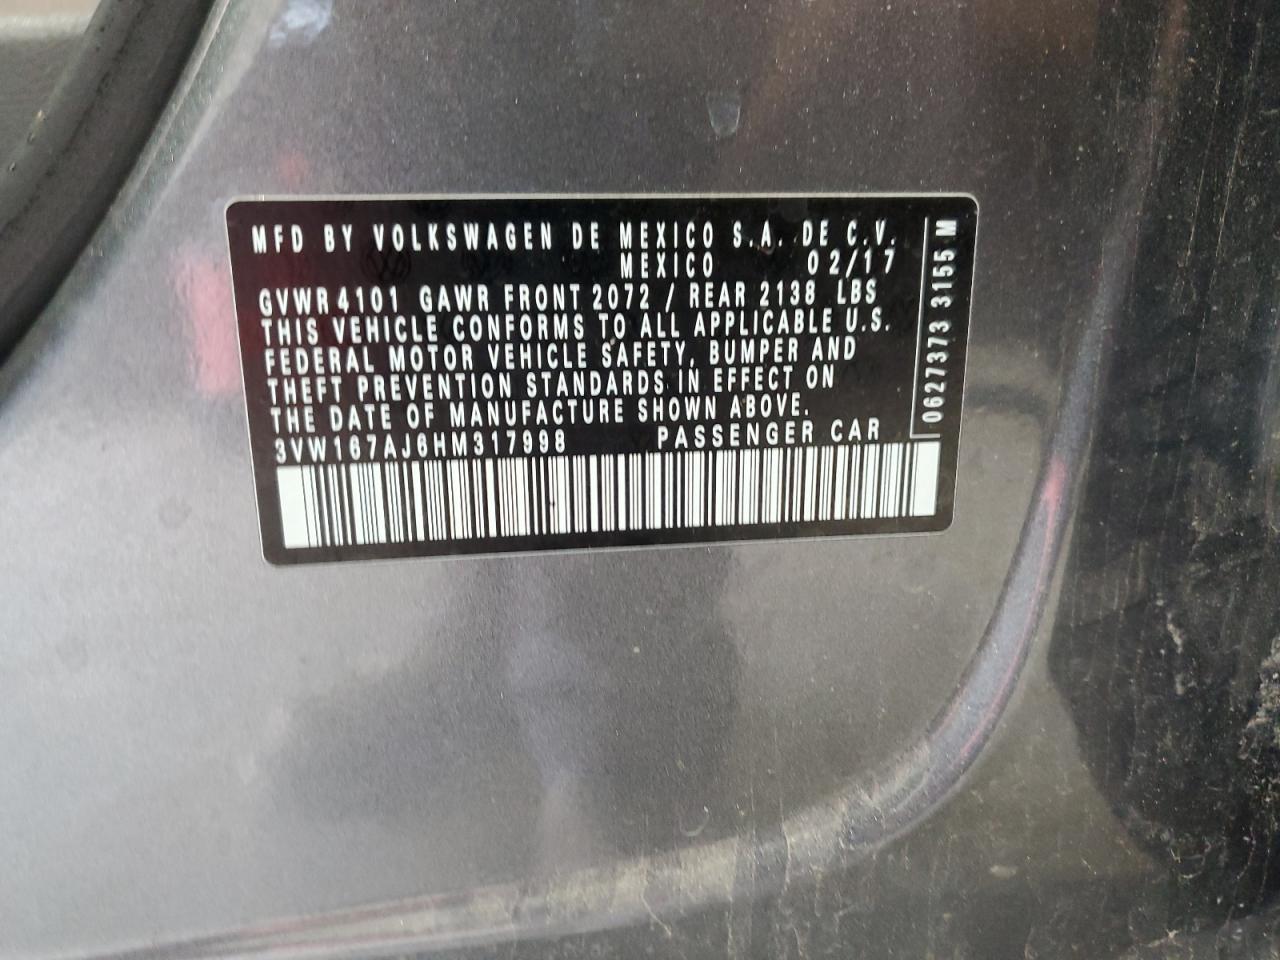 MFD BY VOLKSWAGEN DE MEXICO S.A. DE C.V.
MEXICO 02/17
GVWR 4101 GAWR FRONT 2072 / REAR 2138 LBS
THIS VEHICLE CONFORMS TO ALL APPLICABLE U.S.
FEDERAL MOTOR VEHICLE SAFETY, BUMPER AND
THEFT PREVENTION STANDARDS IN EFFECT ON
THE DATE OF MANUFACTURE SHOWN ABOVE.
3VW167AJ6HM317998 PASSENGER CAR
0627373 3155 M